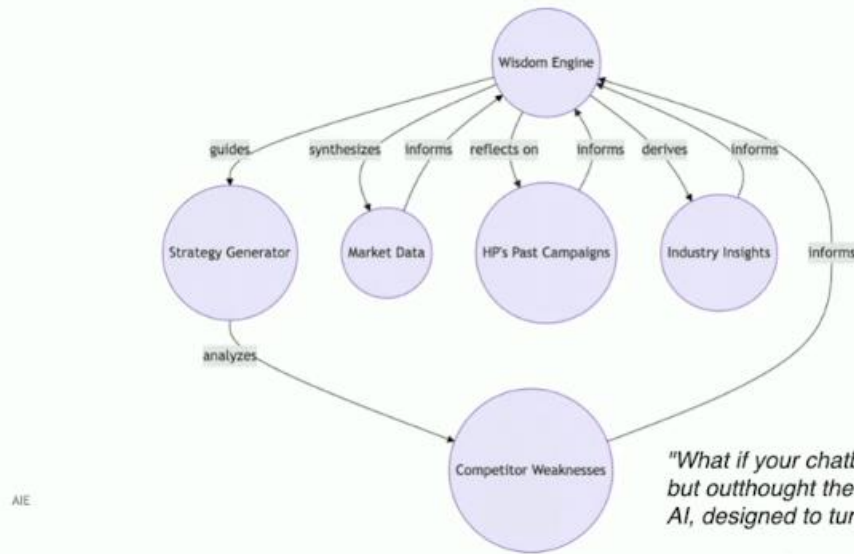 Wisdom Engine
guides
synthesizes
informs
reflects on
informs
derives
informs
Strategy Generator
Market Data
HP's Past Campaigns
Industry Insights
informs
analyzes
Competitor Weaknesses
"What if your chatb
but outthought the
AI, designed to tur
AIE